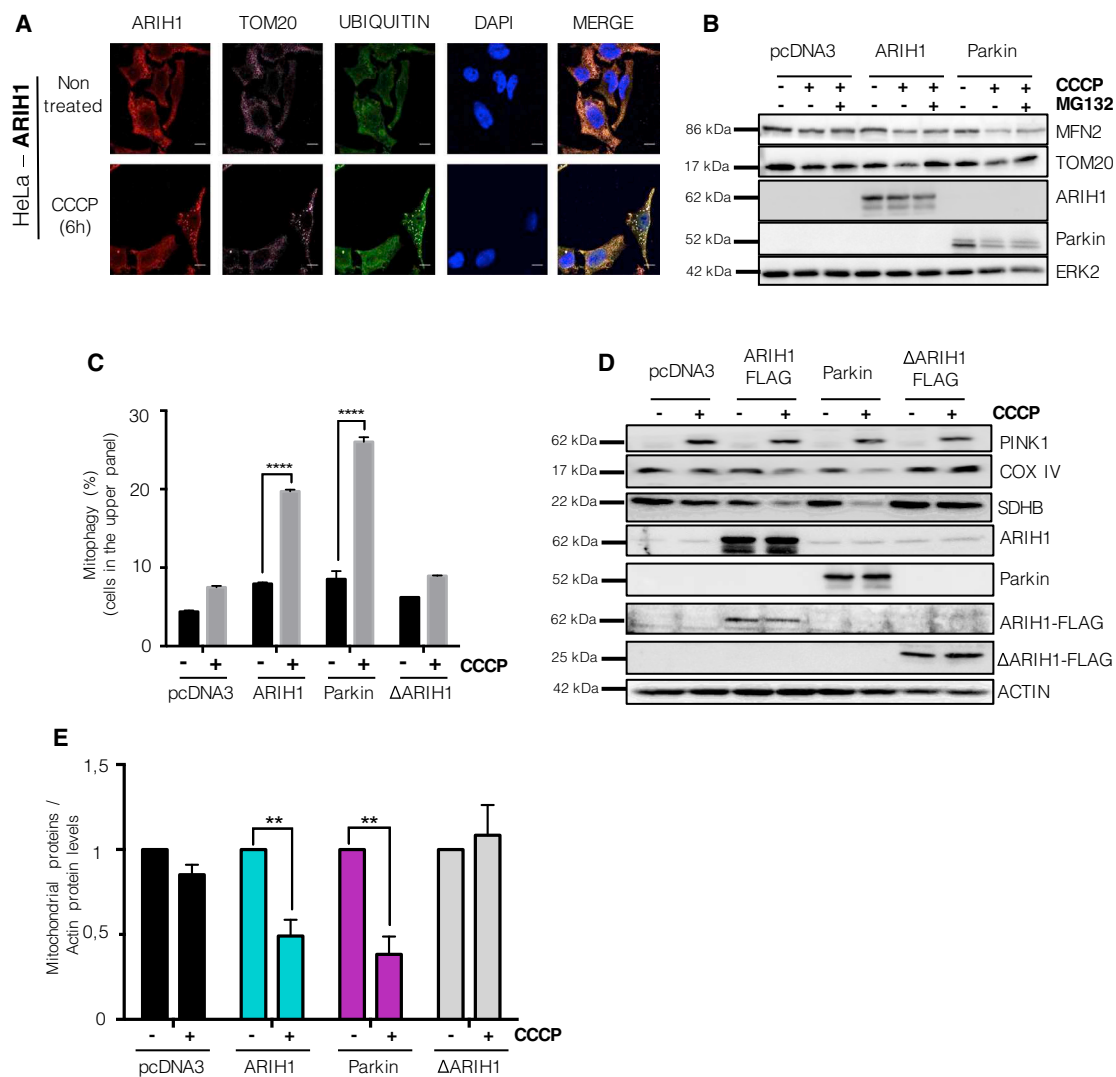 A
ARIH1 TOM20 UBIQUITIN DAPI MERGE
HeLa – ARIH1
Non
treated
CCCP
(6h)
B
pcDNA3 ARIH1 Parkin
- + + - + + - + + CCCP
- - + - - + - - + MG132
86 kDa MFN2
17 kDa TOM20
62 kDa ARIH1
52 kDa Parkin
42 kDa ERK2
C
Mitophagy (%)
(cells in the upper panel)
30
20
10
0
**** ****
- + - + - + - + CCCP
pcDNA3 ARIH1 Parkin ΔARIH1
D
pcDNA3 ARIH1 FLAG Parkin ΔARIH1 FLAG
- + - + - + - + CCCP
62 kDa PINK1
17 kDa COX IV
22 kDa SDHB
62 kDa ARIH1
52 kDa Parkin
62 kDa ARIH1-FLAG
25 kDa ΔARIH1-FLAG
42 kDa ACTIN
E
Mitochondrial proteins /
Actin protein levels
1,5
1
0,5
0
** **
- + - + - + - + CCCP
pcDNA3 ARIH1 Parkin ΔARIH1